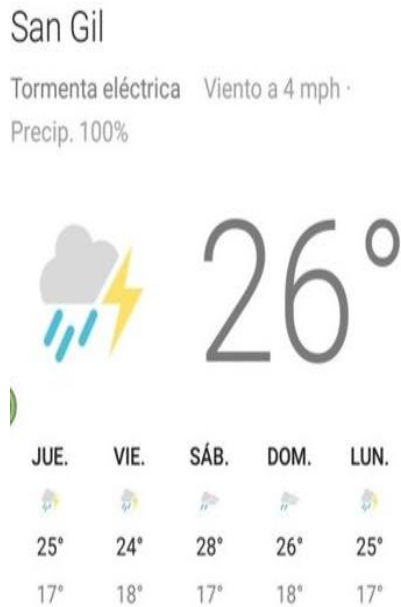 San Gil
Tormenta eléctrica Viento a 4 mph ·
Precip. 100%
26°
JUE. VIE. SÁB. DOM. LUN.
25° 24° 28° 26° 25°
17° 18° 17° 18° 17°